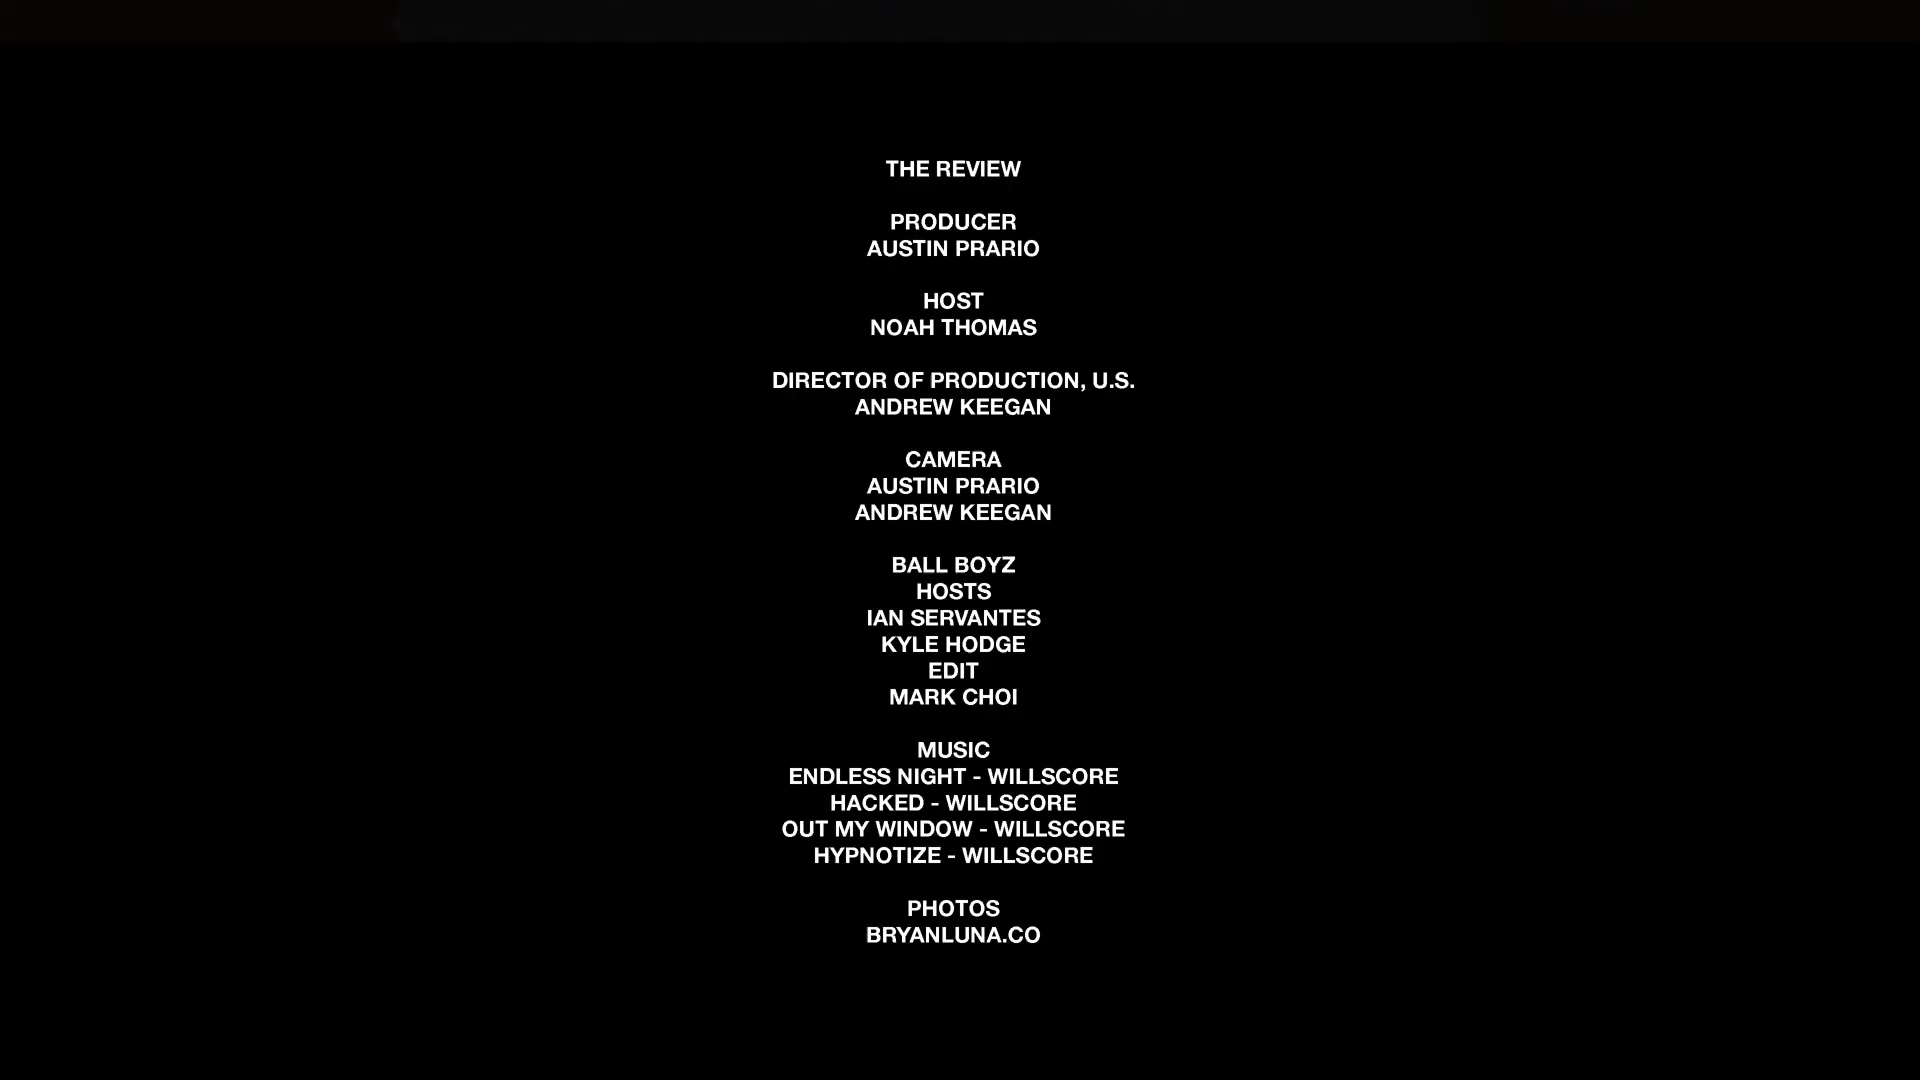 THE REVIEW
PRODUCER
AUSTIN PRARIO
HOST
NOAH THOMAS
DIRECTOR OF PRODUCTION, U.S.
ANDREW KEEGAN
CAMERA
AUSTIN PRARIO
ANDREW KEEGAN
BALL BOYZ
HOSTS
IAN SERVANTES
KYLE HODGE
EDIT
MARK CHOI
MUSIC
ENDLESS NIGHT - WILLSCORE
HACKED - WILLSCORE
OUT MY WINDOW - WILLSCORE
HYPNOTIZE - WILLSCORE
PHOTOS
BRYANLUNA.CO